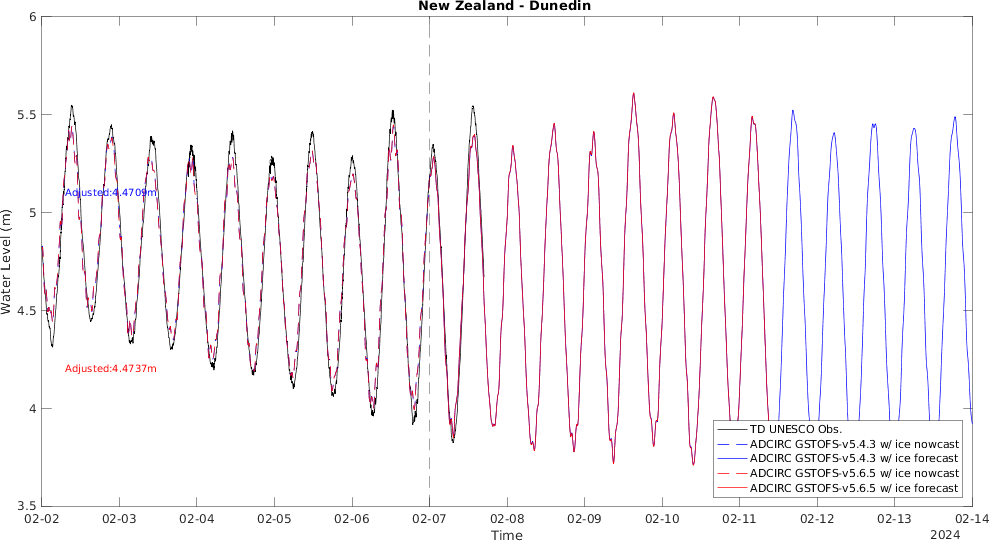 New Zealand - Dunedin
6
5.5
5
4.5
4
3.5
Water Level (m)
Adjusted:4.4709m
Adjusted:4.4737m
TD UNESCO Obs.
ADCIRC GSTOFS-v5.4.3 w/ ice nowcast
ADCIRC GSTOFS-v5.4.3 w/ ice forecast
ADCIRC GSTOFS-v5.6.5 w/ ice nowcast
ADCIRC GSTOFS-v5.6.5 w/ ice forecast
02-02 02-03 02-04 02-05 02-06 02-07 02-08 02-09 02-10 02-11 02-12 02-13 02-14
Time
2024